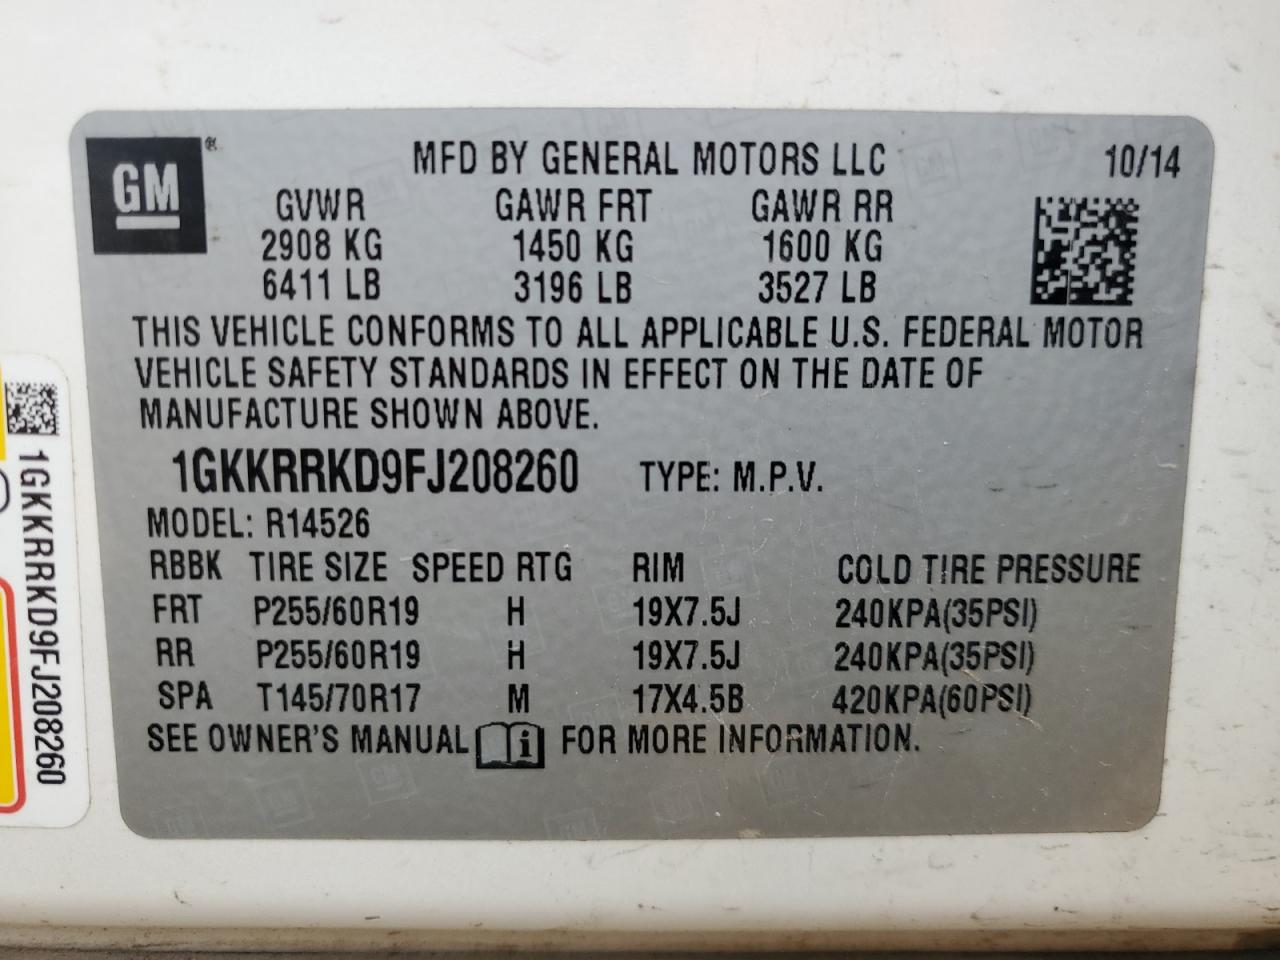 GM®
MFD BY GENERAL MOTORS LLC 10/14
GVWR GAWR FRT GAWR RR
2908 KG 1450 KG 1600 KG
6411 LB 3196 LB 3527 LB
THIS VEHICLE CONFORMS TO ALL APPLICABLE U.S. FEDERAL MOTOR
VEHICLE SAFETY STANDARDS IN EFFECT ON THE DATE OF
MANUFACTURE SHOWN ABOVE.
1GKKRRKD9FJ208260 TYPE: M.P.V.
MODEL: R14526
RBBK TIRE SIZE SPEED RTG RIM COLD TIRE PRESSURE
FRT P255/60R19 H 19X7.5J 240KPA(35PSI)
RR P255/60R19 H 19X7.5J 240KPA(35PSI)
SPA T145/70R17 M 17X4.5B 420KPA(60PSI)
SEE OWNER'S MANUAL i FOR MORE INFORMATION.
1GKKRRKD9FJ208260